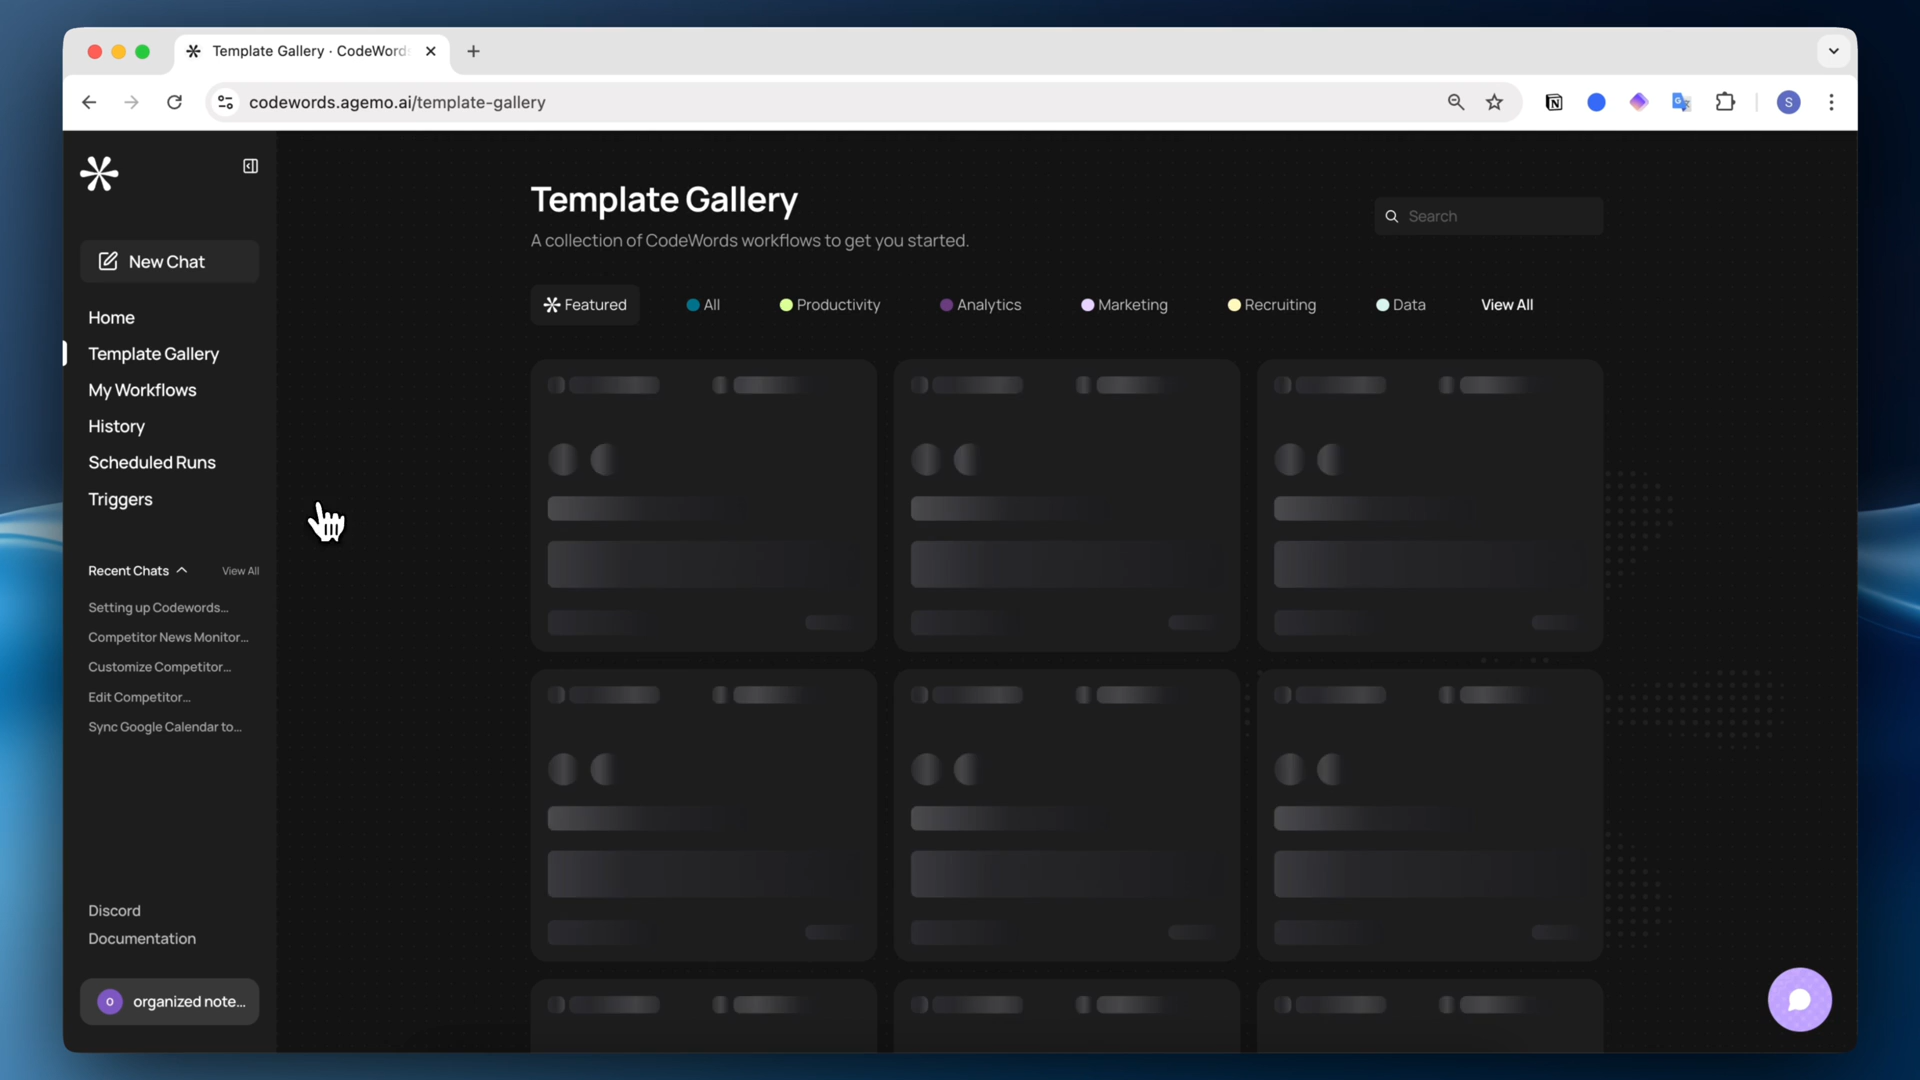 Template Gallery · CodeWord
codewords.agemo.ai/template-gallery
S
New Chat
Home
Template Gallery
My Workflows
History
Scheduled Runs
Triggers
Recent Chats
View All
Setting up Codewords...
Competitor News Monitor...
Customize Competitor...
Edit Competitor...
Sync Google Calendar to...
Discord
Documentation
O
organized note...
Template Gallery
A collection of CodeWords workflows to get you started.
Search
Featured
All
Productivity
Analytics
Marketing
Recruiting
Data
View All